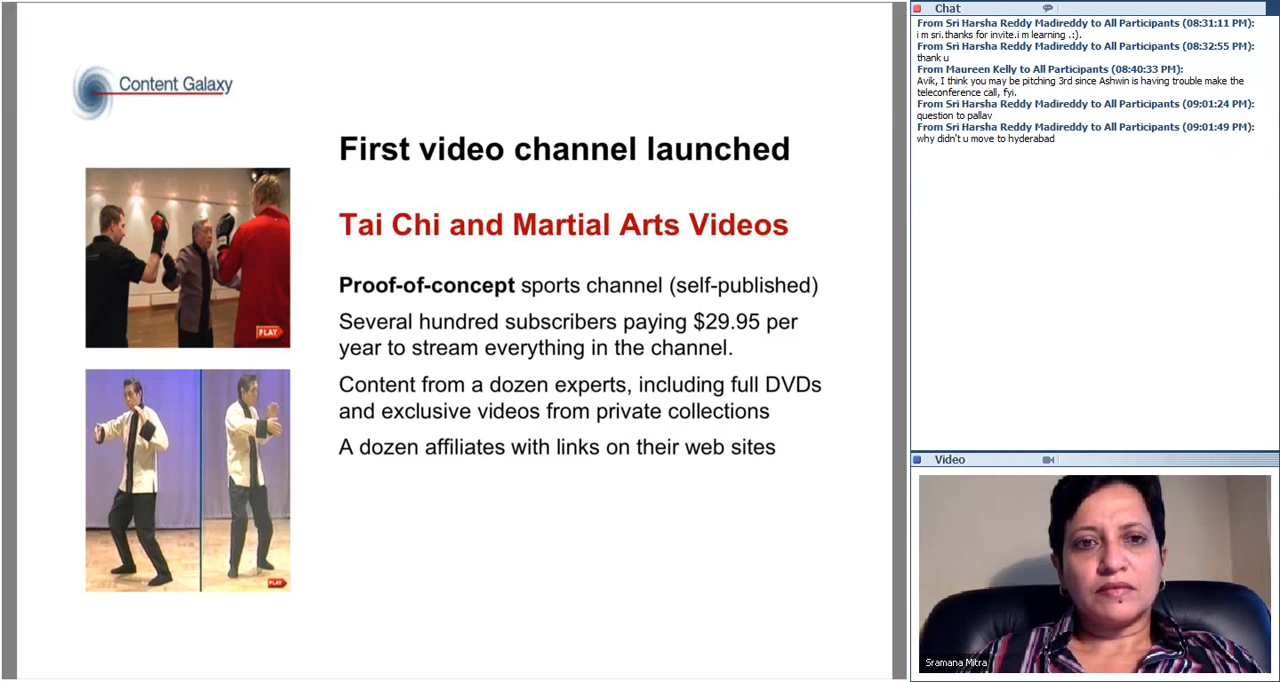 Content Galaxy
First video channel launched
Tai Chi and Martial Arts Videos
Proof-of-concept sports channel (self-published)
Several hundred subscribers paying $29.95 per
year to stream everything in the channel.
Content from a dozen experts, including full DVDs
and exclusive videos from private collections
A dozen affiliates with links on their web sites
PLAY
PLAY
Chat
From Sri Harsha Reddy Madireddy to All Participants (08:31:11 PM):
i m sri.thanks for invite.i m learning .:).
From Sri Harsha Reddy Madireddy to All Participants (08:32:55 PM):
thank u
From Maureen Kelly to All Participants (08:40:33 PM):
Avik, I think you may be pitching 3rd since Ashwin is having trouble make the
teleconference call, fyi.
From Sri Harsha Reddy Madireddy to All Participants (09:01:24 PM):
question to pallav
From Sri Harsha Reddy Madireddy to All Participants (09:01:49 PM):
why didn't u move to hyderabad
Video
Sramana Mitra